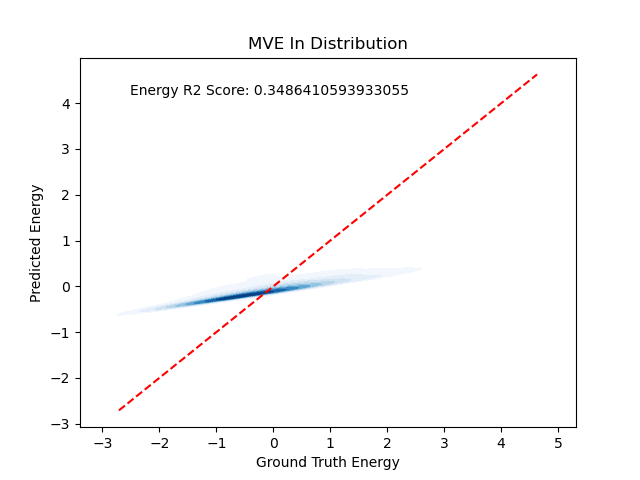 MVE In Distribution
Energy R2 Score: 0.3486410593933055
Predicted Energy
4
3
2
1
0
−1
−2
−3
−3 −2 −1 0 1 2 3 4 5
Ground Truth Energy